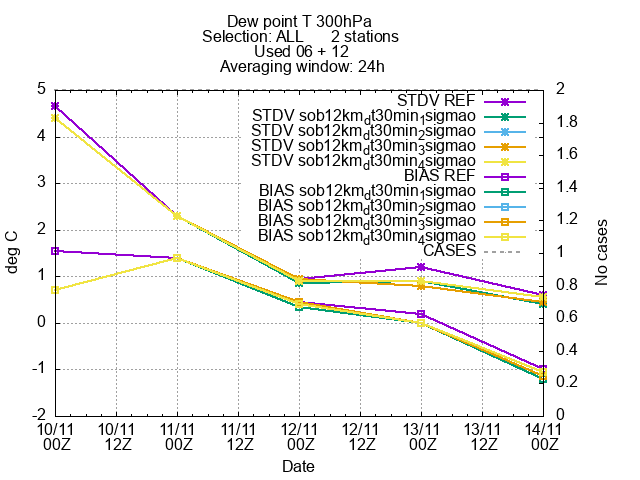 Dew point T 300hPa
Selection: ALL 2 stations
Used 06 + 12
Averaging window: 24h
5
4
3
2
1
0
-1
-2
deg C
2
1.8
1.6
1.4
1.2
1
0.8
0.6
0.4
0.2
0
No cases
STDV REF
STDV sob12km_dt30min_1sigmao
STDV sob12km_dt30min_2sigmao
STDV sob12km_dt30min_3sigmao
STDV sob12km_dt30min_4sigmao
BIAS REF
BIAS sob12km_dt30min_1sigmao
BIAS sob12km_dt30min_2sigmao
BIAS sob12km_dt30min_3sigmao
BIAS sob12km_dt30min_4sigmao
CASES
10/11 10/11 11/11 11/11 12/11 12/11 13/11 13/11 14/11
00Z 12Z 00Z 12Z 00Z 12Z 00Z 12Z 00Z
Date